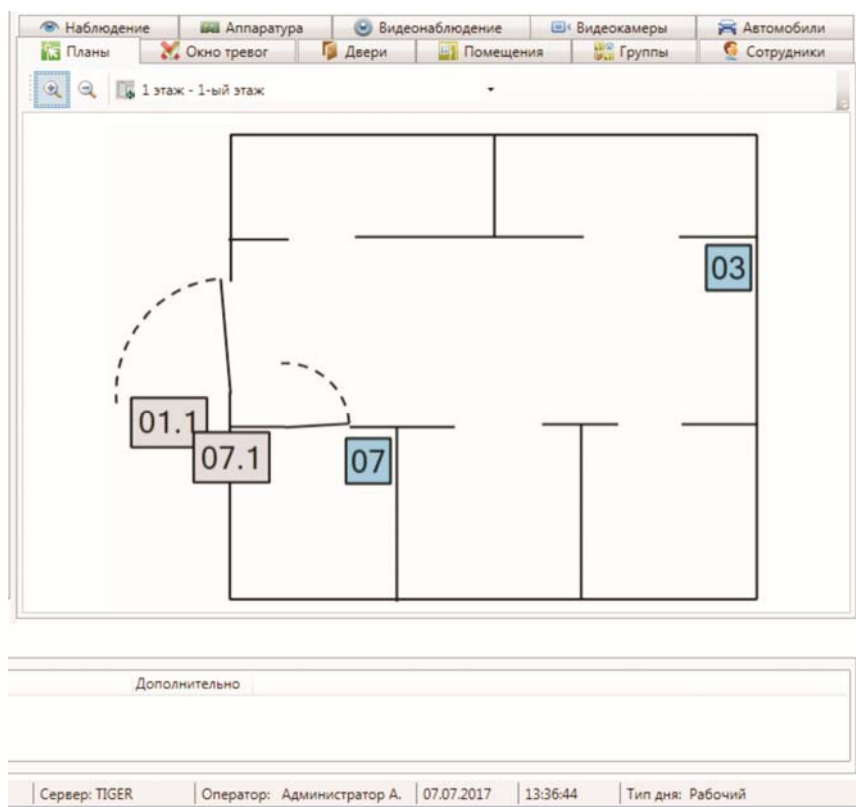 Наблюдение Аппаратура Видеонаблюдение Видеокамеры Автомобили
Планы Окно тревог Двери Помещения Группы Сотрудники
1 этаж - 1-ый этаж
03
01.1
07.1
07
Дополнительно
Сервер: TIGER Оператор: Администратор А. 07.07.2017 13:36:44 Тип дня: Рабочий